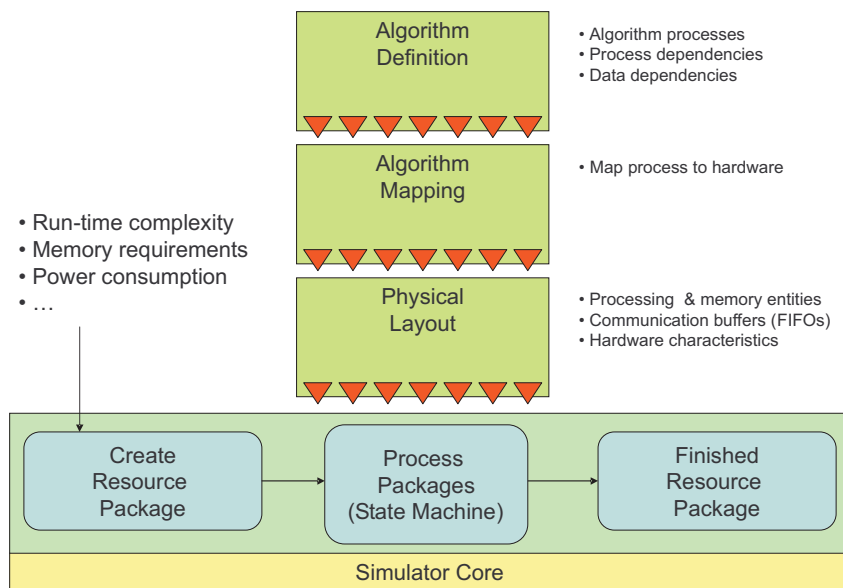 Algorithm
Definition
• Algorithm processes
• Process dependencies
• Data dependencies
Algorithm
Mapping
• Map process to hardware
• Run-time complexity
• Memory requirements
• Power consumption
• …
Physical
Layout
• Processing & memory entities
• Communication buffers (FIFOs)
• Hardware characteristics
Create
Resource
Package
Process
Packages
(State Machine)
Finished
Resource
Package
Simulator Core